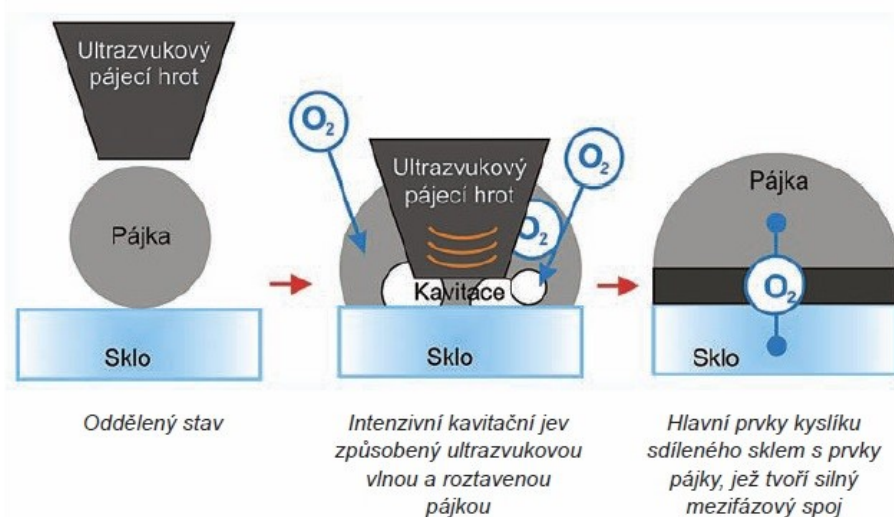 Ultrazvukový
pájecí hrot
Pájka
Sklo
Oddělený stav
O2
O2
Ultrazvukový
pájecí hrot
O2
Kavitace
Sklo
Intenzivní kavitační jev
způsobený ultrazvukovou
vlnou a roztavenou
pájkou
Pájka
O2
Sklo
Hlavní prvky kyslíku
sdíleného sklem s prvky
pájky, jež tvoří silný
mezifázový spoj